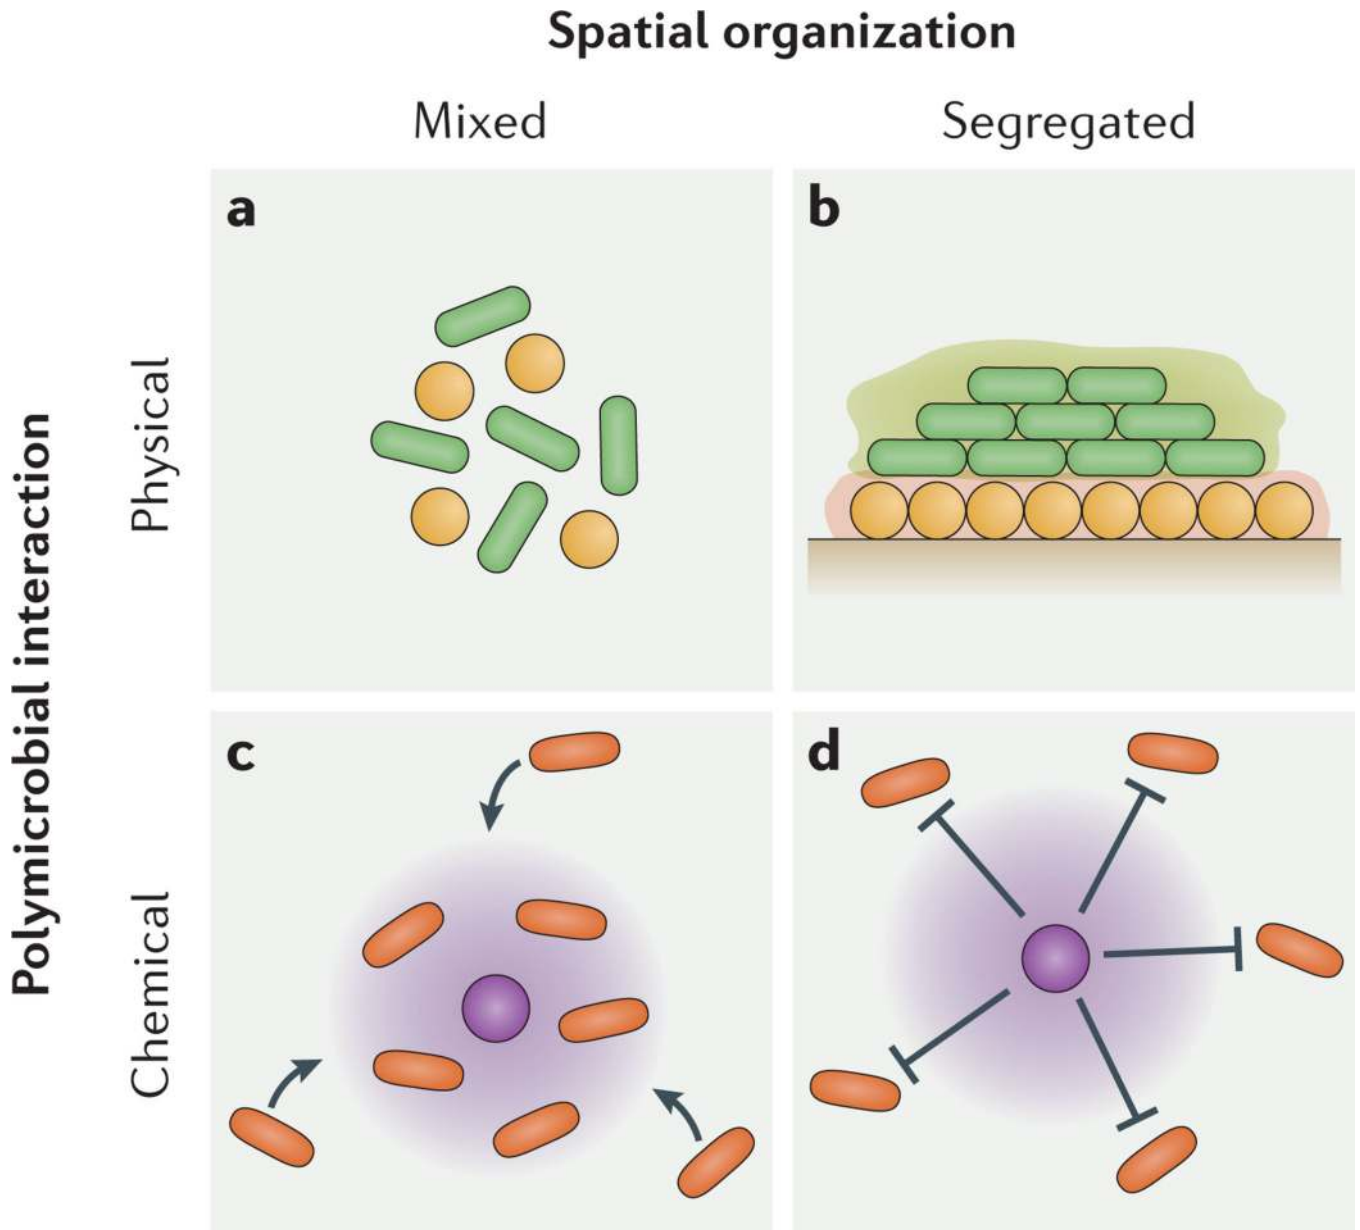 Spatial organization
Mixed
Segregated
Polymicrobial interaction
Physical
a
b
Chemical
c
d